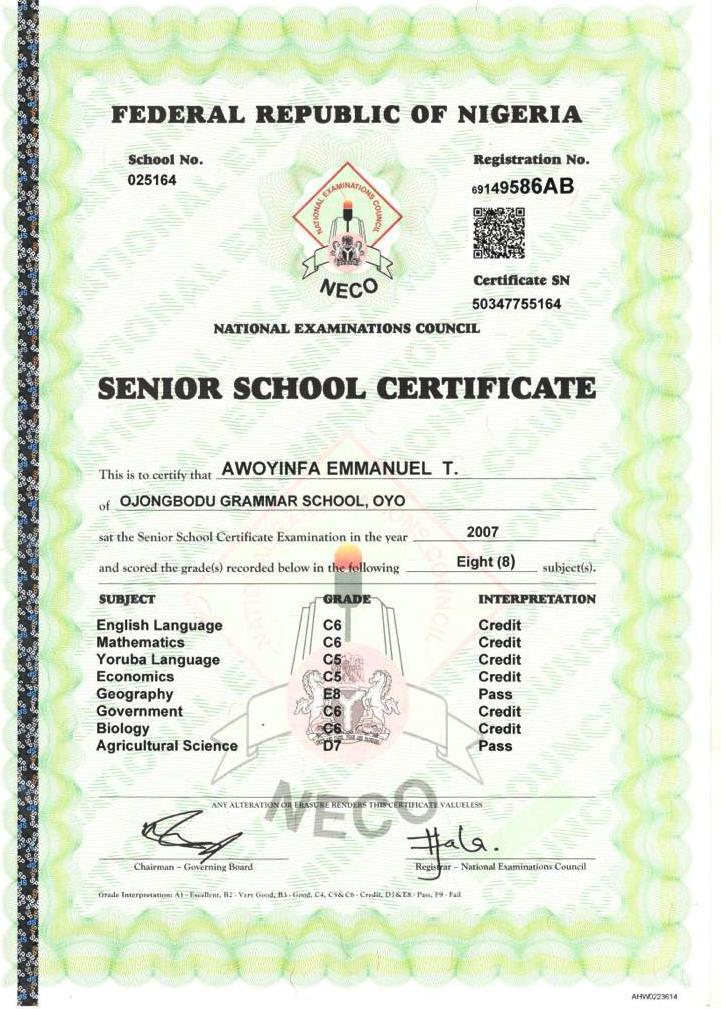 FEDERAL REPUBLIC OF NIGERIA
School No.
025164
Registration No.
69149586AB
NATIONAL EXAMINATIONS COUNCIL
NECO
Certificate SN
50347755164
NATIONAL EXAMINATIONS COUNCIL
SENIOR SCHOOL CERTIFICATE
This is to certify that AWOYINFA EMMANUEL T.
of OJONGBODU GRAMMAR SCHOOL, OYO
sat the Senior School Certificate Examination in the year 2007
and scored the grade(s) recorded below in the following Eight (8) subject(s).
SUBJECT GRADE INTERPRETATION
English Language C6 Credit
Mathematics C6 Credit
Yoruba Language C5 Credit
Economics C5 Credit
Geography E8 Pass
Government C6 Credit
Biology C6 Credit
Agricultural Science D7 Pass
NECO
ANY ALTERATION OR ERASURE RENDERS THIS CERTIFICATE VALUELESS
Chairman – Governing Board
Registrar – National Examinations Council
Grade Interpretation: A1 - Excellent, B2 - Very Good, B3 - Good, C4, C5 & C6 - Credit, D7 & E8 - Pass, F9 - Fail
AHW0223614